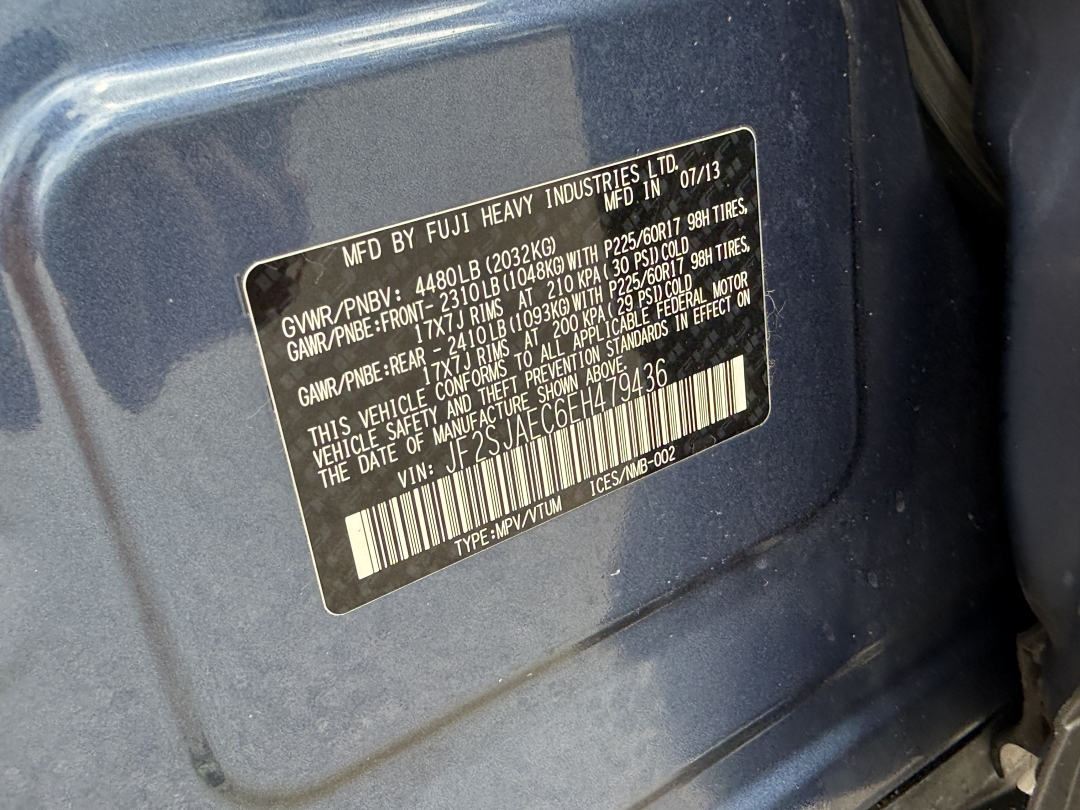 MFD BY FUJI HEAVY INDUSTRIES LTD.
MFD IN 07/13
GVWR/PNBV: 4480LB (2032KG)
GAWR/PNBE:FRONT- 2310LB (1048KG) WITH P225/60R17 98H TIRES,
17X7J RIMS AT 210 KPA ( 30 PSI) COLD
GAWR/PNBE:REAR - 2410LB (1093KG) WITH P225/60R17 98H TIRES,
17X7J RIMS AT 200 KPA ( 29 PSI) COLD
THIS VEHICLE CONFORMS TO ALL APPLICABLE FEDERAL MOTOR
VEHICLE SAFETY AND THEFT PREVENTION STANDARDS IN EFFECT ON
THE DATE OF MANUFACTURE SHOWN ABOVE.
VIN: JF2SJAEC6EH479436
TYPE:MPV/VTUM ICES/NMB-002